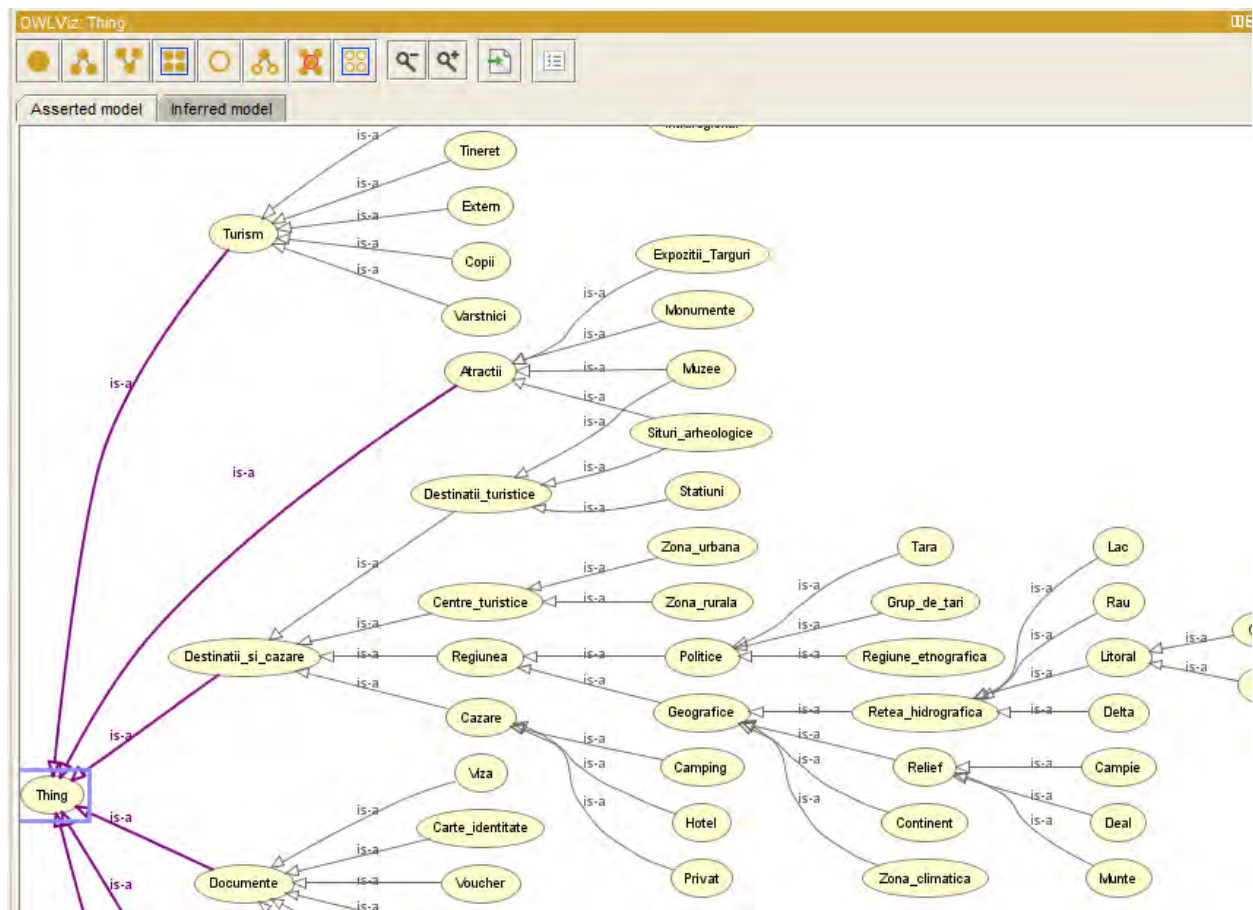 OWLViz: Thing
Asserted model
Inferred model
is-a
Tineret
is-a
Extern
is-a
Turism
is-a
Copii
is-a
Varstnici
Expozitii_Targuri
is-a
Monumente
is-a
Atractii
is-a
Muzee
is-a
is-a
is-a
Situri_arheologice
is-a
is-a
Destinatii_turistice
is-a
Statiuni
is-a
Zona_urbana
is-a
Centre_turistice
is-a
Zona_rurala
is-a
Destinatii_si_cazare
is-a
Regiunea
is-a
Politice
is-a
Tara
is-a
Grup_de_tari
is-a
Regiune_etnografica
is-a
Lac
is-a
Rau
is-a
Litoral
is-a
is-a
is-a
Cazare
is-a
Geografice
is-a
Retea_hidrografica
is-a
Delta
is-a
Camping
is-a
Relief
is-a
Campie
is-a
Thing
Viza
is-a
Hotel
is-a
Continent
is-a
Deal
is-a
Carte_identitate
is-a
Privat
is-a
Zona_climatica
is-a
Munte
is-a
Documente
is-a
Voucher
is-a
is-a